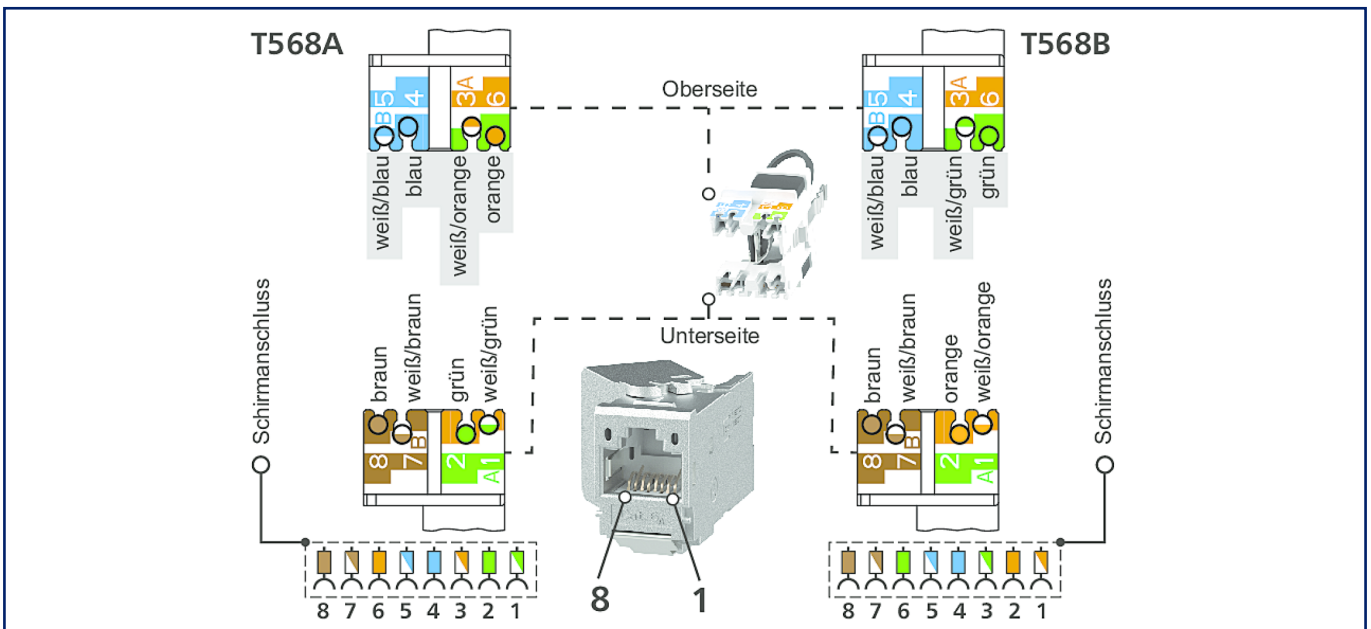 T568A
T568B
Oberseite
B5
4
3A
6
B5
4
3A
6
weiß/blau
blau
weiß/orange
orange
weiß/blau
blau
weiß/grün
grün
Unterseite
Schirmanschluss
braun
weiß/braun
grün
weiß/grün
braun
weiß/braun
orange
weiß/orange
Schirmanschluss
8
7B
2
A1
8
7B
2
A1
8 7 6 5 4 3 2 1
8
1
8 7 6 5 4 3 2 1